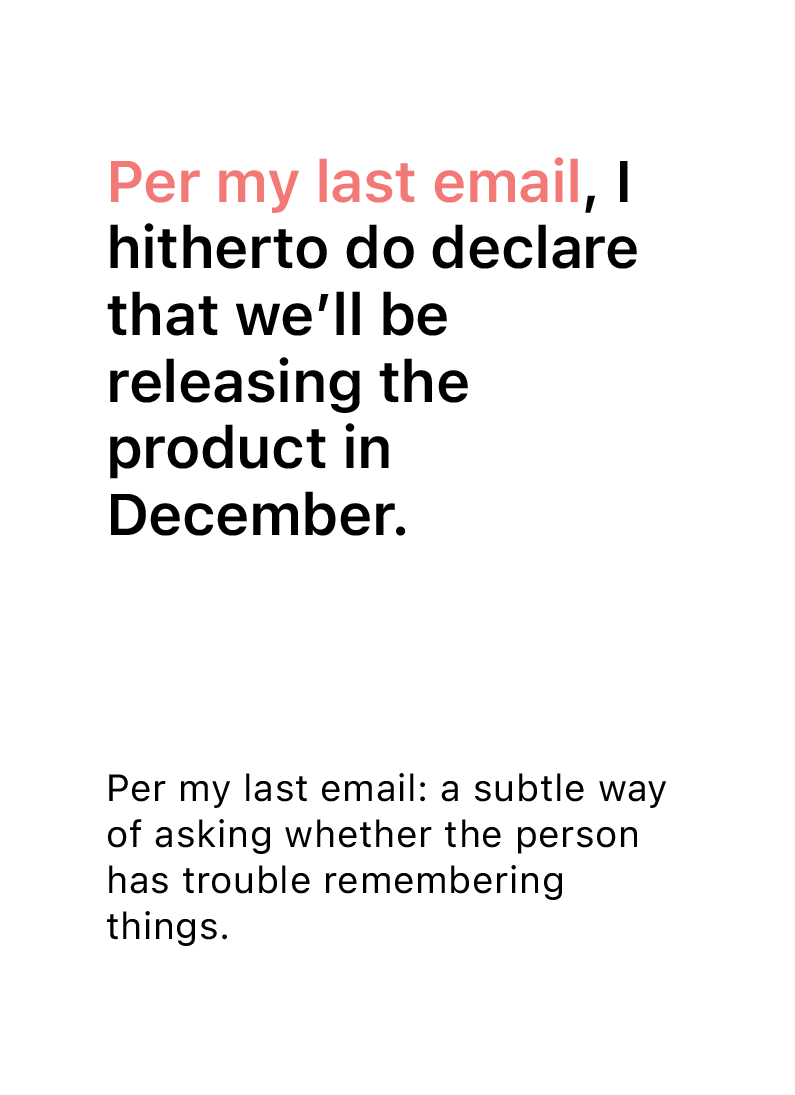 Per my last email, I
hitherto do declare
that we’ll be
releasing the
product in
December.
Per my last email: a subtle way
of asking whether the person
has trouble remembering
things.